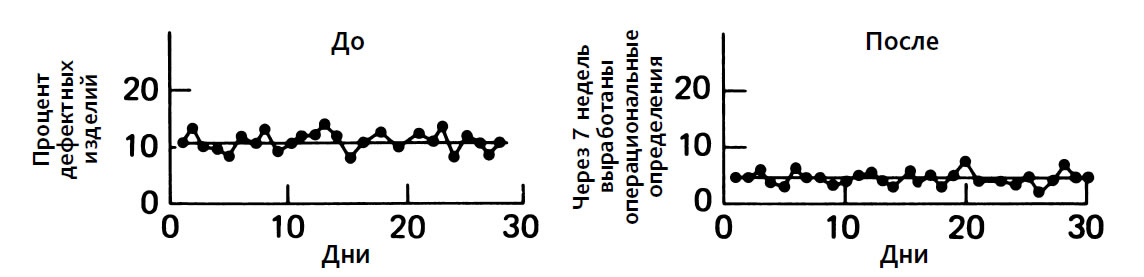 До
Процент
дефектных
изделий
20
10
0
0 10 20 30
Дни
После
Через 7 недель
выработаны
операциональные
определения
20
10
0
0 10 20 30
Дни